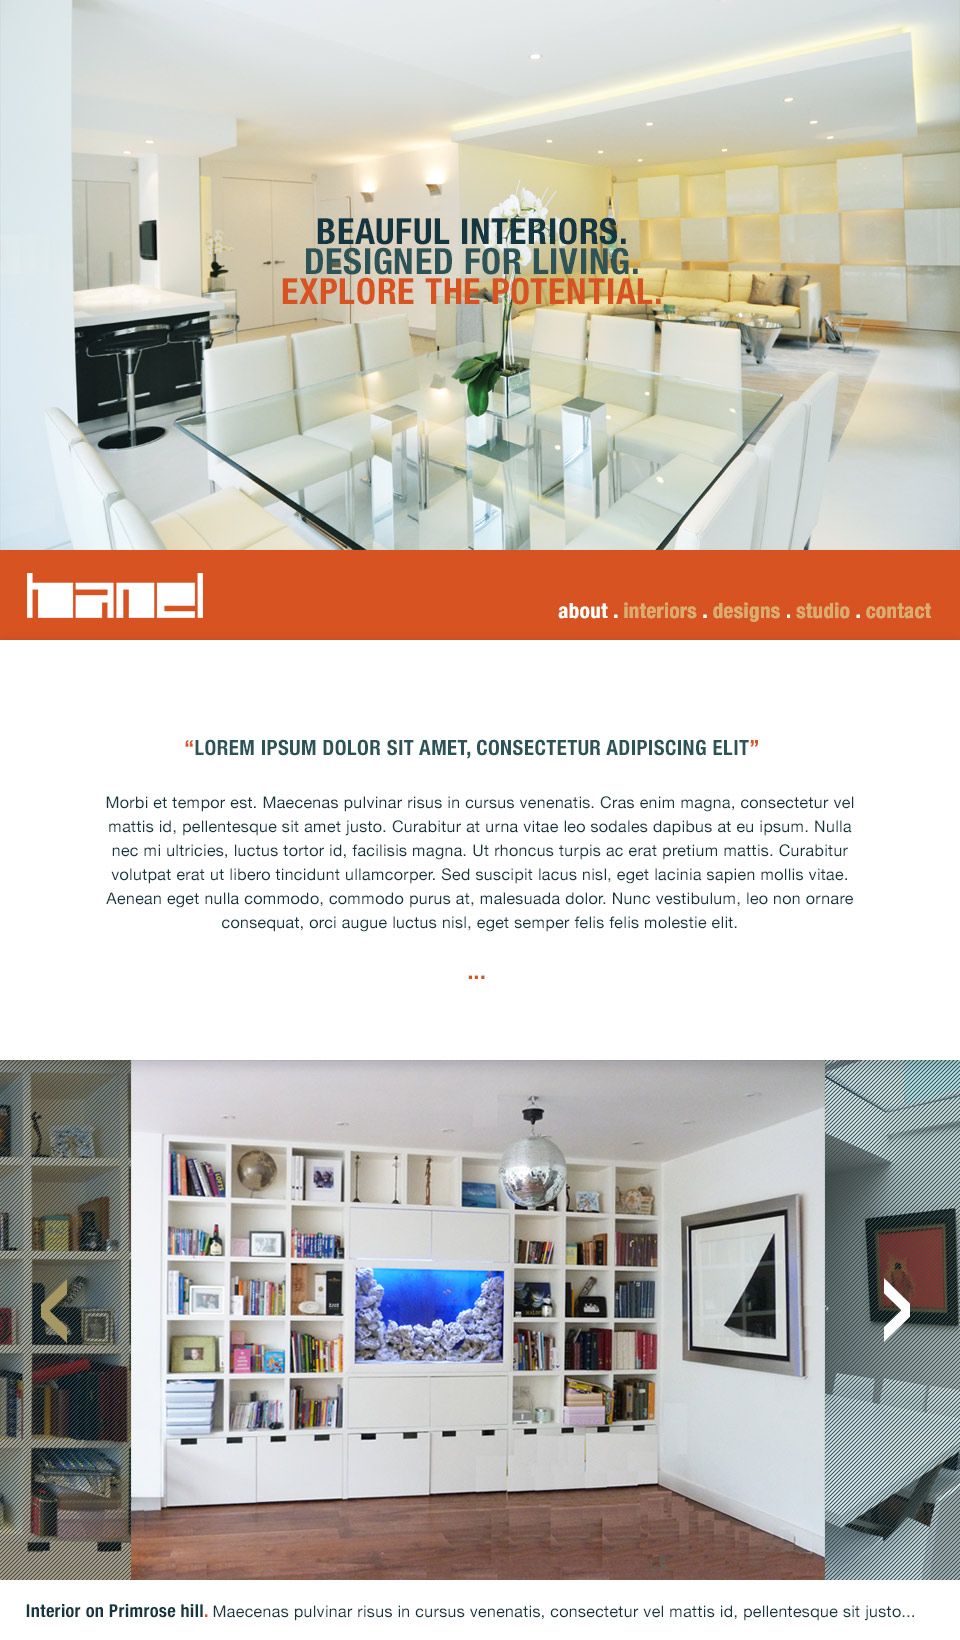 BEAUFUL INTERIORS.
DESIGNED FOR LIVING.
EXPLORE THE POTENTIAL.
band
about . interiors . designs . studio . contact
“LOREM IPSUM DOLOR SIT AMET, CONSECTETUR ADIPISCING ELIT”
Morbi et tempor est. Maecenas pulvinar risus in cursus venenatis. Cras enim magna, consectetur vel
mattis id, pellentesque sit amet justo. Curabitur at urna vitae leo sodales dapibus at eu ipsum. Nulla
nec mi ultricies, luctus tortor id, facilisis magna. Ut rhoncus turpis ac erat pretium mattis. Curabitur
volutpat erat ut libero tincidunt ullamcorper. Sed suscipit lacus nisl, eget lacinia sapien mollis vitae.
Aenean eget nulla commodo, commodo purus at, malesuada dolor. Nunc vestibulum, leo non ornare
consequat, orci augue luctus nisl, eget semper felis felis molestie elit.
...
Interior on Primrose hill. Maecenas pulvinar risus in cursus venenatis, consectetur vel mattis id, pellentesque sit justo...